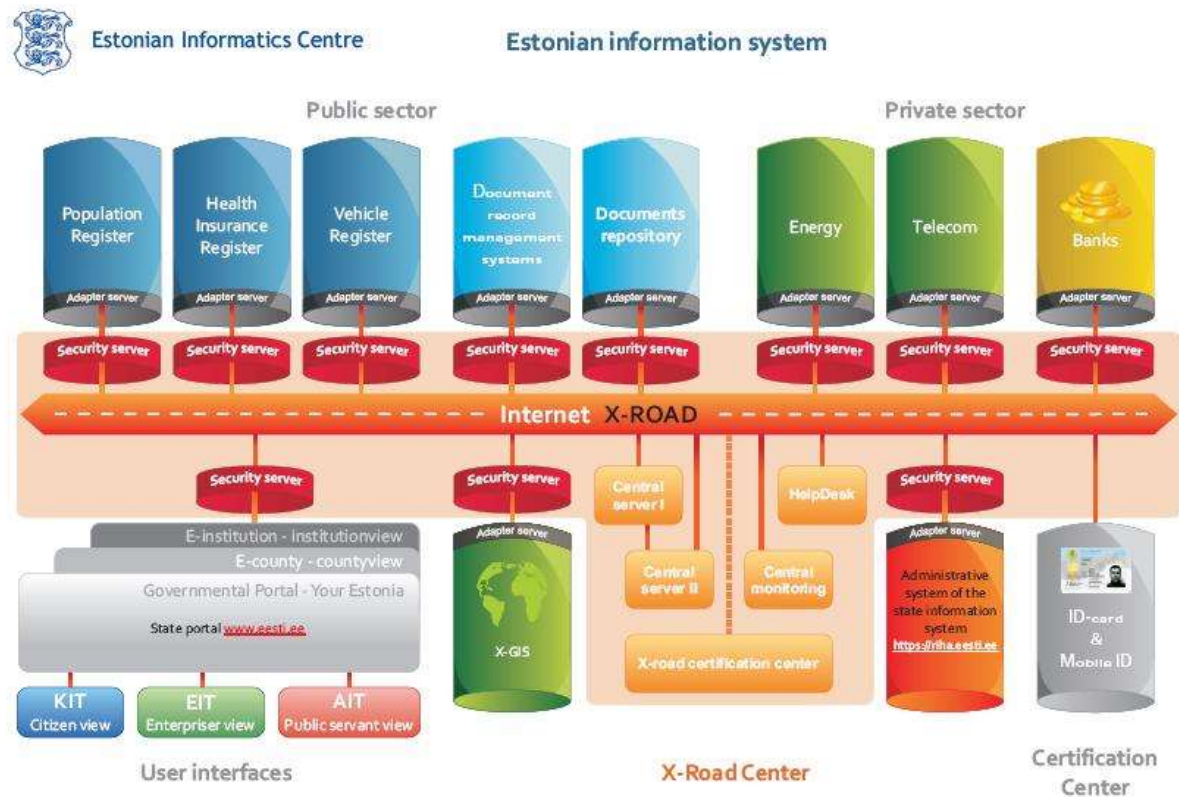 Estonian Informatics Centre
Estonian information system
Public sector
Private sector
Population
Register
Health
Insurance
Register
Vehicle
Register
Document
record
management
systems
Documents
repository
Energy
Telecom
Banks
Adapter server
Adapter server
Adapter server
Adapter server
Adapter server
Adapter server
Adapter server
Adapter server
Security server
Security server
Security server
Security server
Security server
Security server
Security server
Security server
Internet X-ROAD
Security server
Security server
Central
server I
HelpDesk
Security server
E-institution - institutionview
E-county - countyview
Governmental Portal - Your Estonia
State portal www.eesti.ee
Adapter server
X-GIS
Central
server II
Central
monitoring
X-road certification center
Adapter server
Administrative
system of the
state information
system
https://riha.eesti.ee
ID-card
&
Mobile ID
KIT
Citizen view
EIT
Enterpriser view
AIT
Public servant view
User interfaces
X-Road Center
Certification
Center